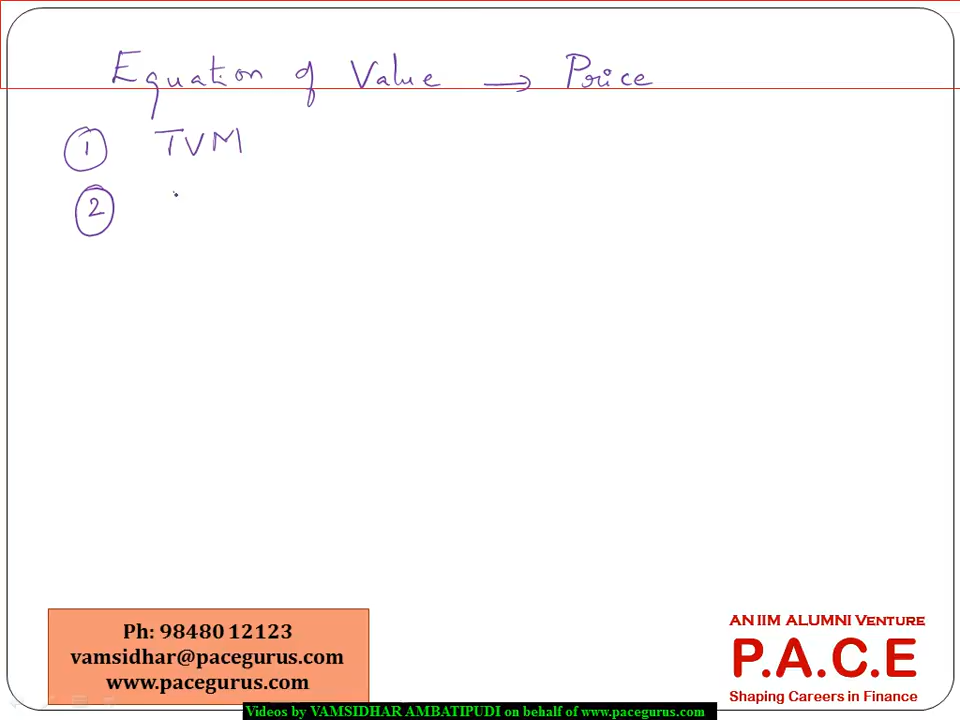 Equation of Value → Price
1 TVM
2
Ph: 98480 12123
vamsidhar@pacegurus.com
www.pacegurus.com
AN IIM ALUMNI VENTURE
P.A.C.E
Shaping Careers in Finance
Videos by VAMSIDHAR AMBATIPUDI on behalf of www.pacegurus.com